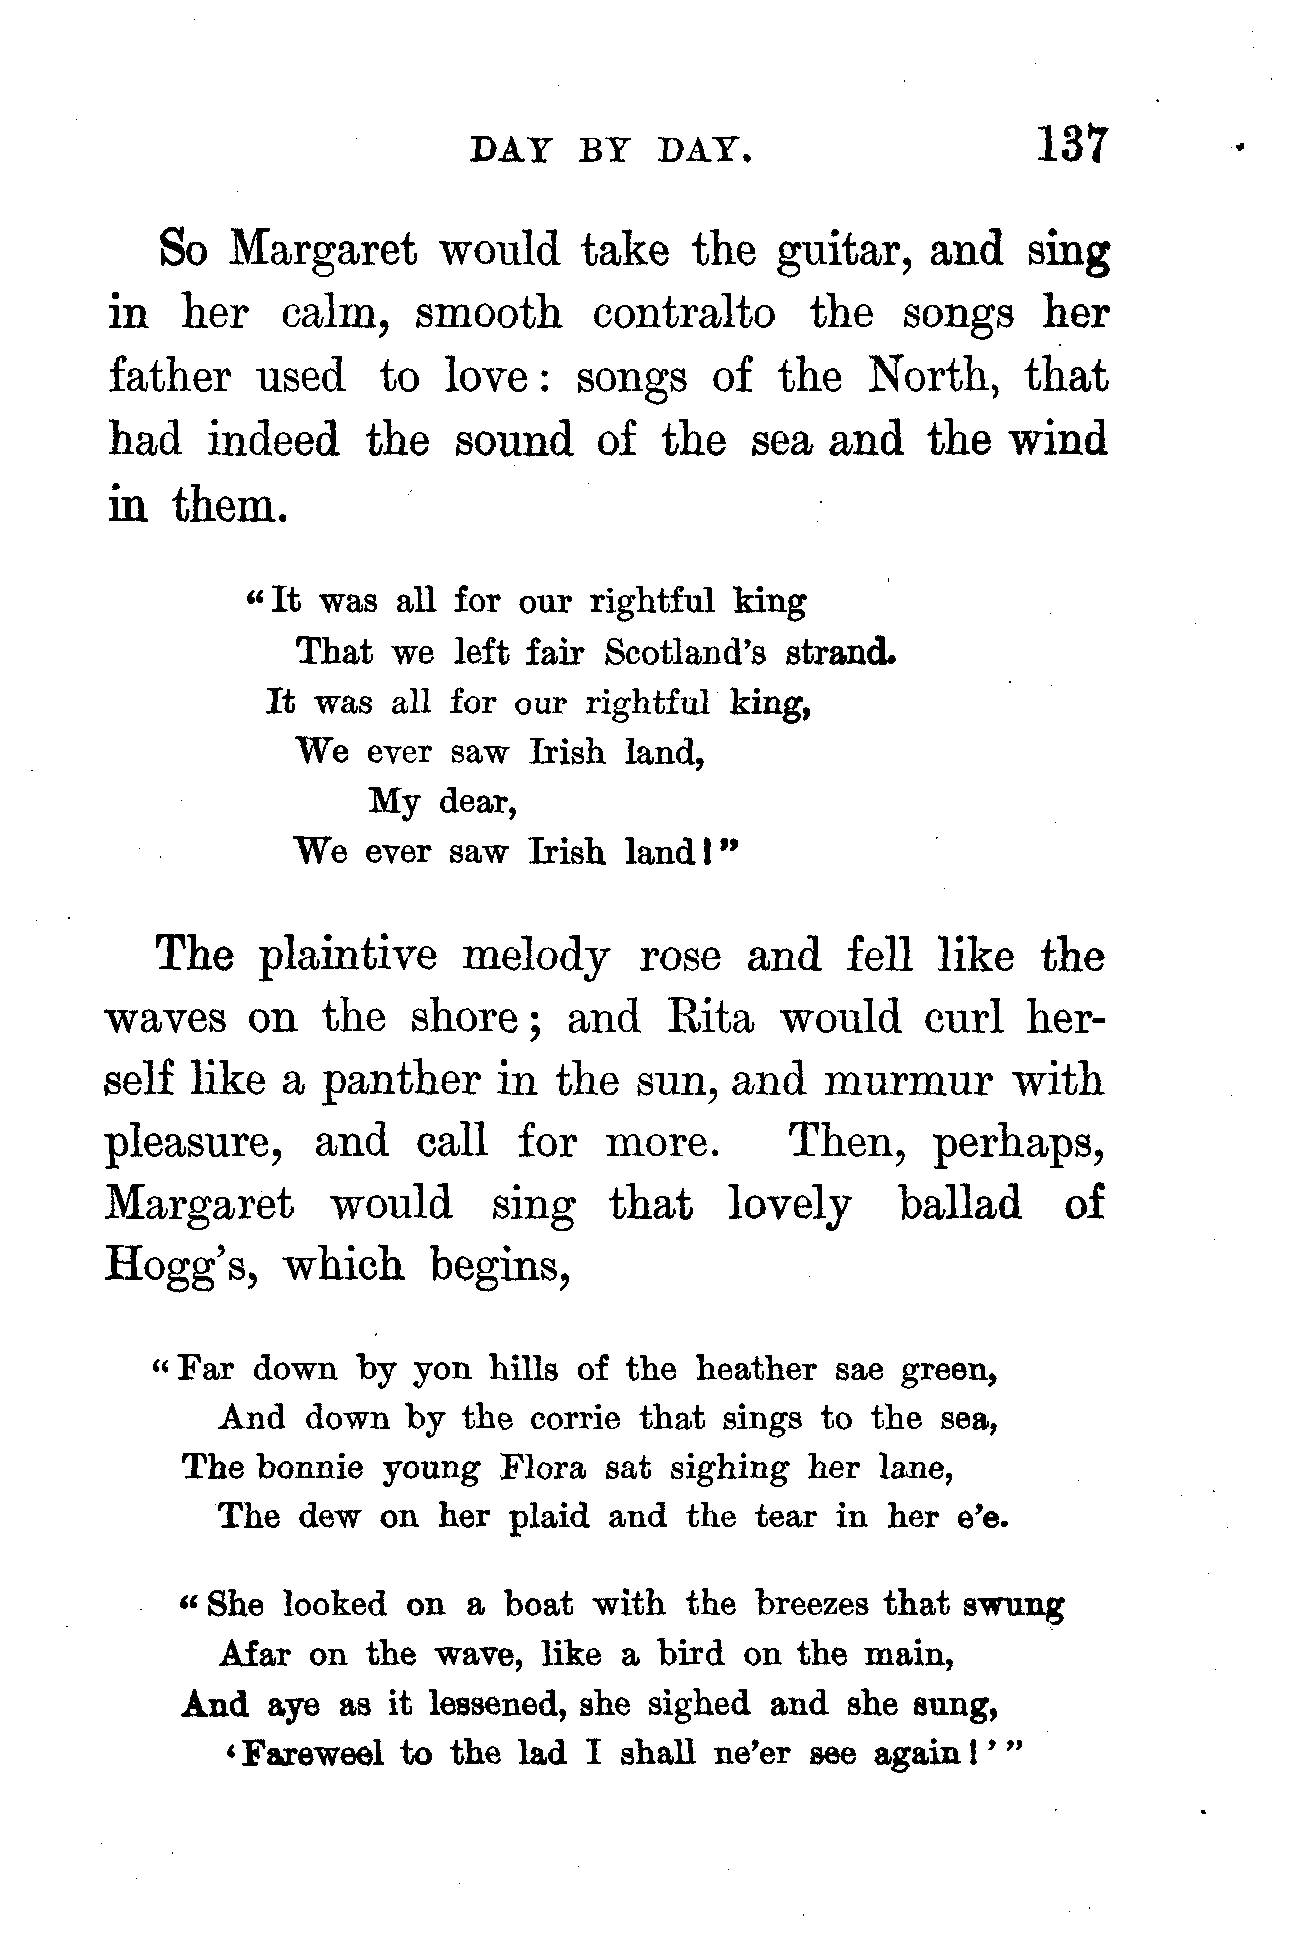 DAY BY DAY. 137
So Margaret would take the guitar, and sing
in her calm, smooth contralto the songs her
father used to love: songs of the North, that
had indeed the sound of the sea and the wind
in them.
"It was all for our rightful king
That we left fair Scotland's strand.
It was all for our rightful king,
We ever saw Irish land,
My dear,
We ever saw Irish land!"
The plaintive melody rose and fell like the
waves on the shore; and Rita would curl her-
self like a panther in the sun, and murmur with
pleasure, and call for more. Then, perhaps,
Margaret would sing that lovely ballad of
Hogg's, which begins,
"Far down by yon hills of the heather sae green,
And down by the corrie that sings to the sea,
The bonnie young Flora sat sighing her lane,
The dew on her plaid and the tear in her e'e.
"She looked on a boat with the breezes that swung
Afar on the wave, like a bird on the main,
And aye as it lessened, she sighed and she sung,
'Fareweel to the lad I shall ne'er see again!'"